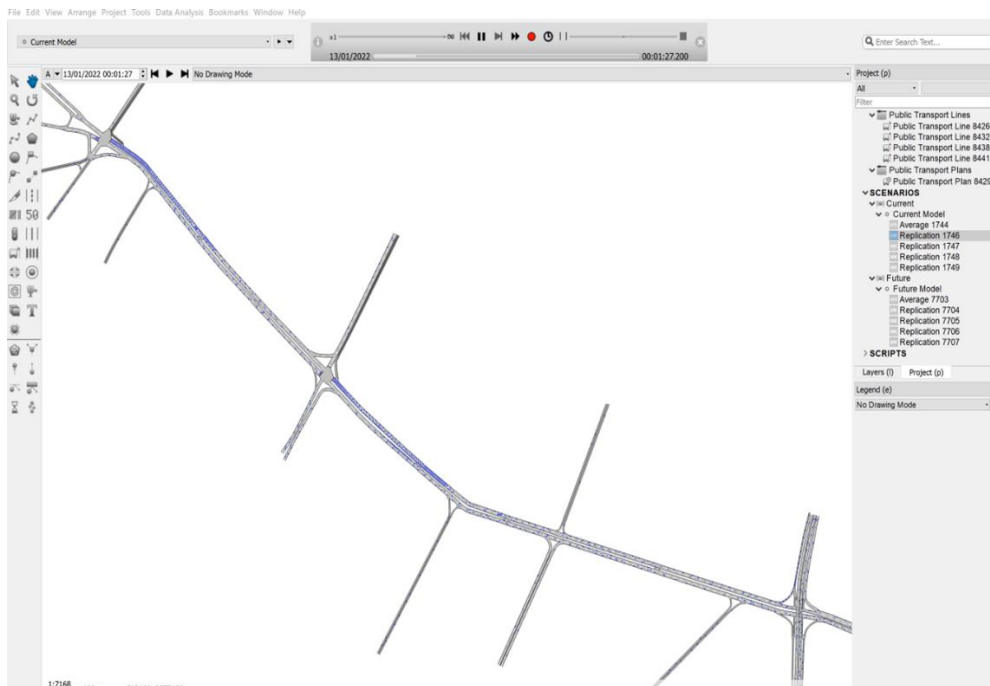 File Edit View Arrange Project Tools Data Analysis Bookmarks Window Help
Current Model
x1
13/01/2022
00:01:27.200
Enter Search Text...
A 13/01/2022 00:01:27 No Drawing Mode
50
T
1:7168
Project (p)
All
Filter
Public Transport Lines
Public Transport Line 8426
Public Transport Line 8432
Public Transport Line 8438
Public Transport Line 8441
Public Transport Plans
Public Transport Plan 8429
SCENARIOS
Current
Current Model
Average 1744
Replication 1746
Replication 1747
Replication 1748
Replication 1749
Future
Future Model
Average 7703
Replication 7704
Replication 7705
Replication 7706
Replication 7707
SCRIPTS
Layers (l) Project (p)
Legend (e)
No Drawing Mode